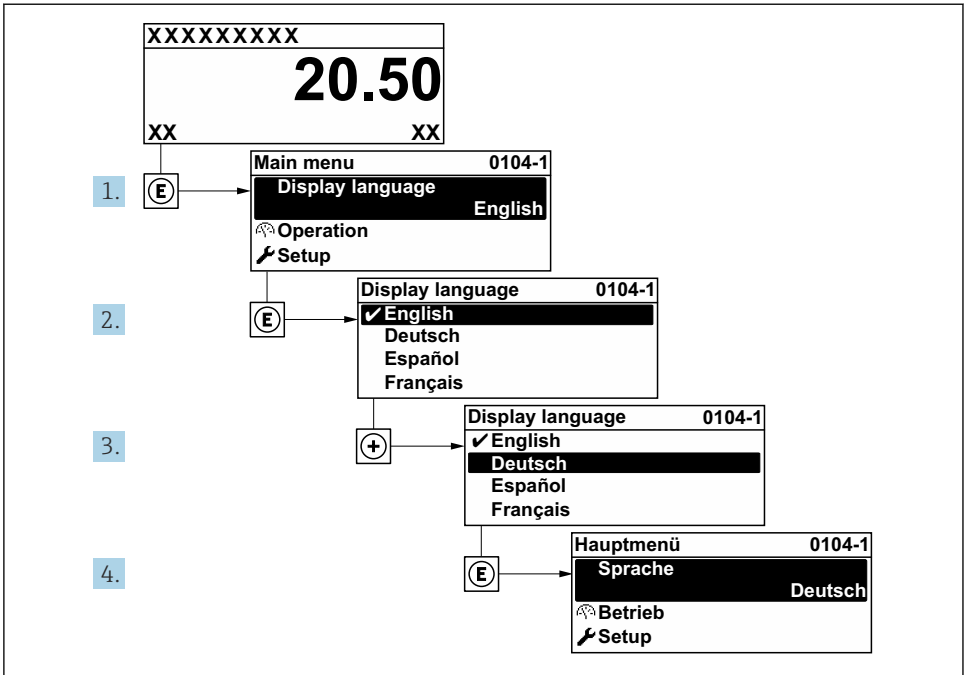 XXXXXXXXX
20.50
XX XX
1. E
Main menu 0104-1
Display language
English
Operation
Setup
2. E
Display language 0104-1
✔English
Deutsch
Español
Français
3. +
Display language 0104-1
✔English
Deutsch
Español
Français
4. E
Hauptmenü 0104-1
Sprache
Deutsch
Betrieb
Setup